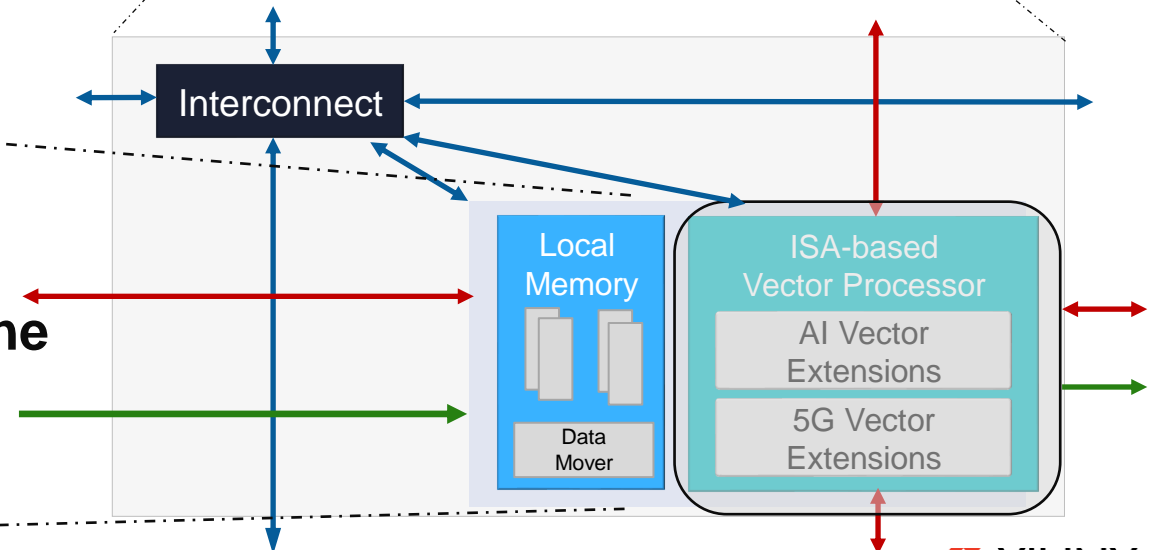 Interconnect
Local
Memory
ISA-based
Vector Processor
AI Vector
Extensions
ne
5G Vector
Extensions
Data
Mover